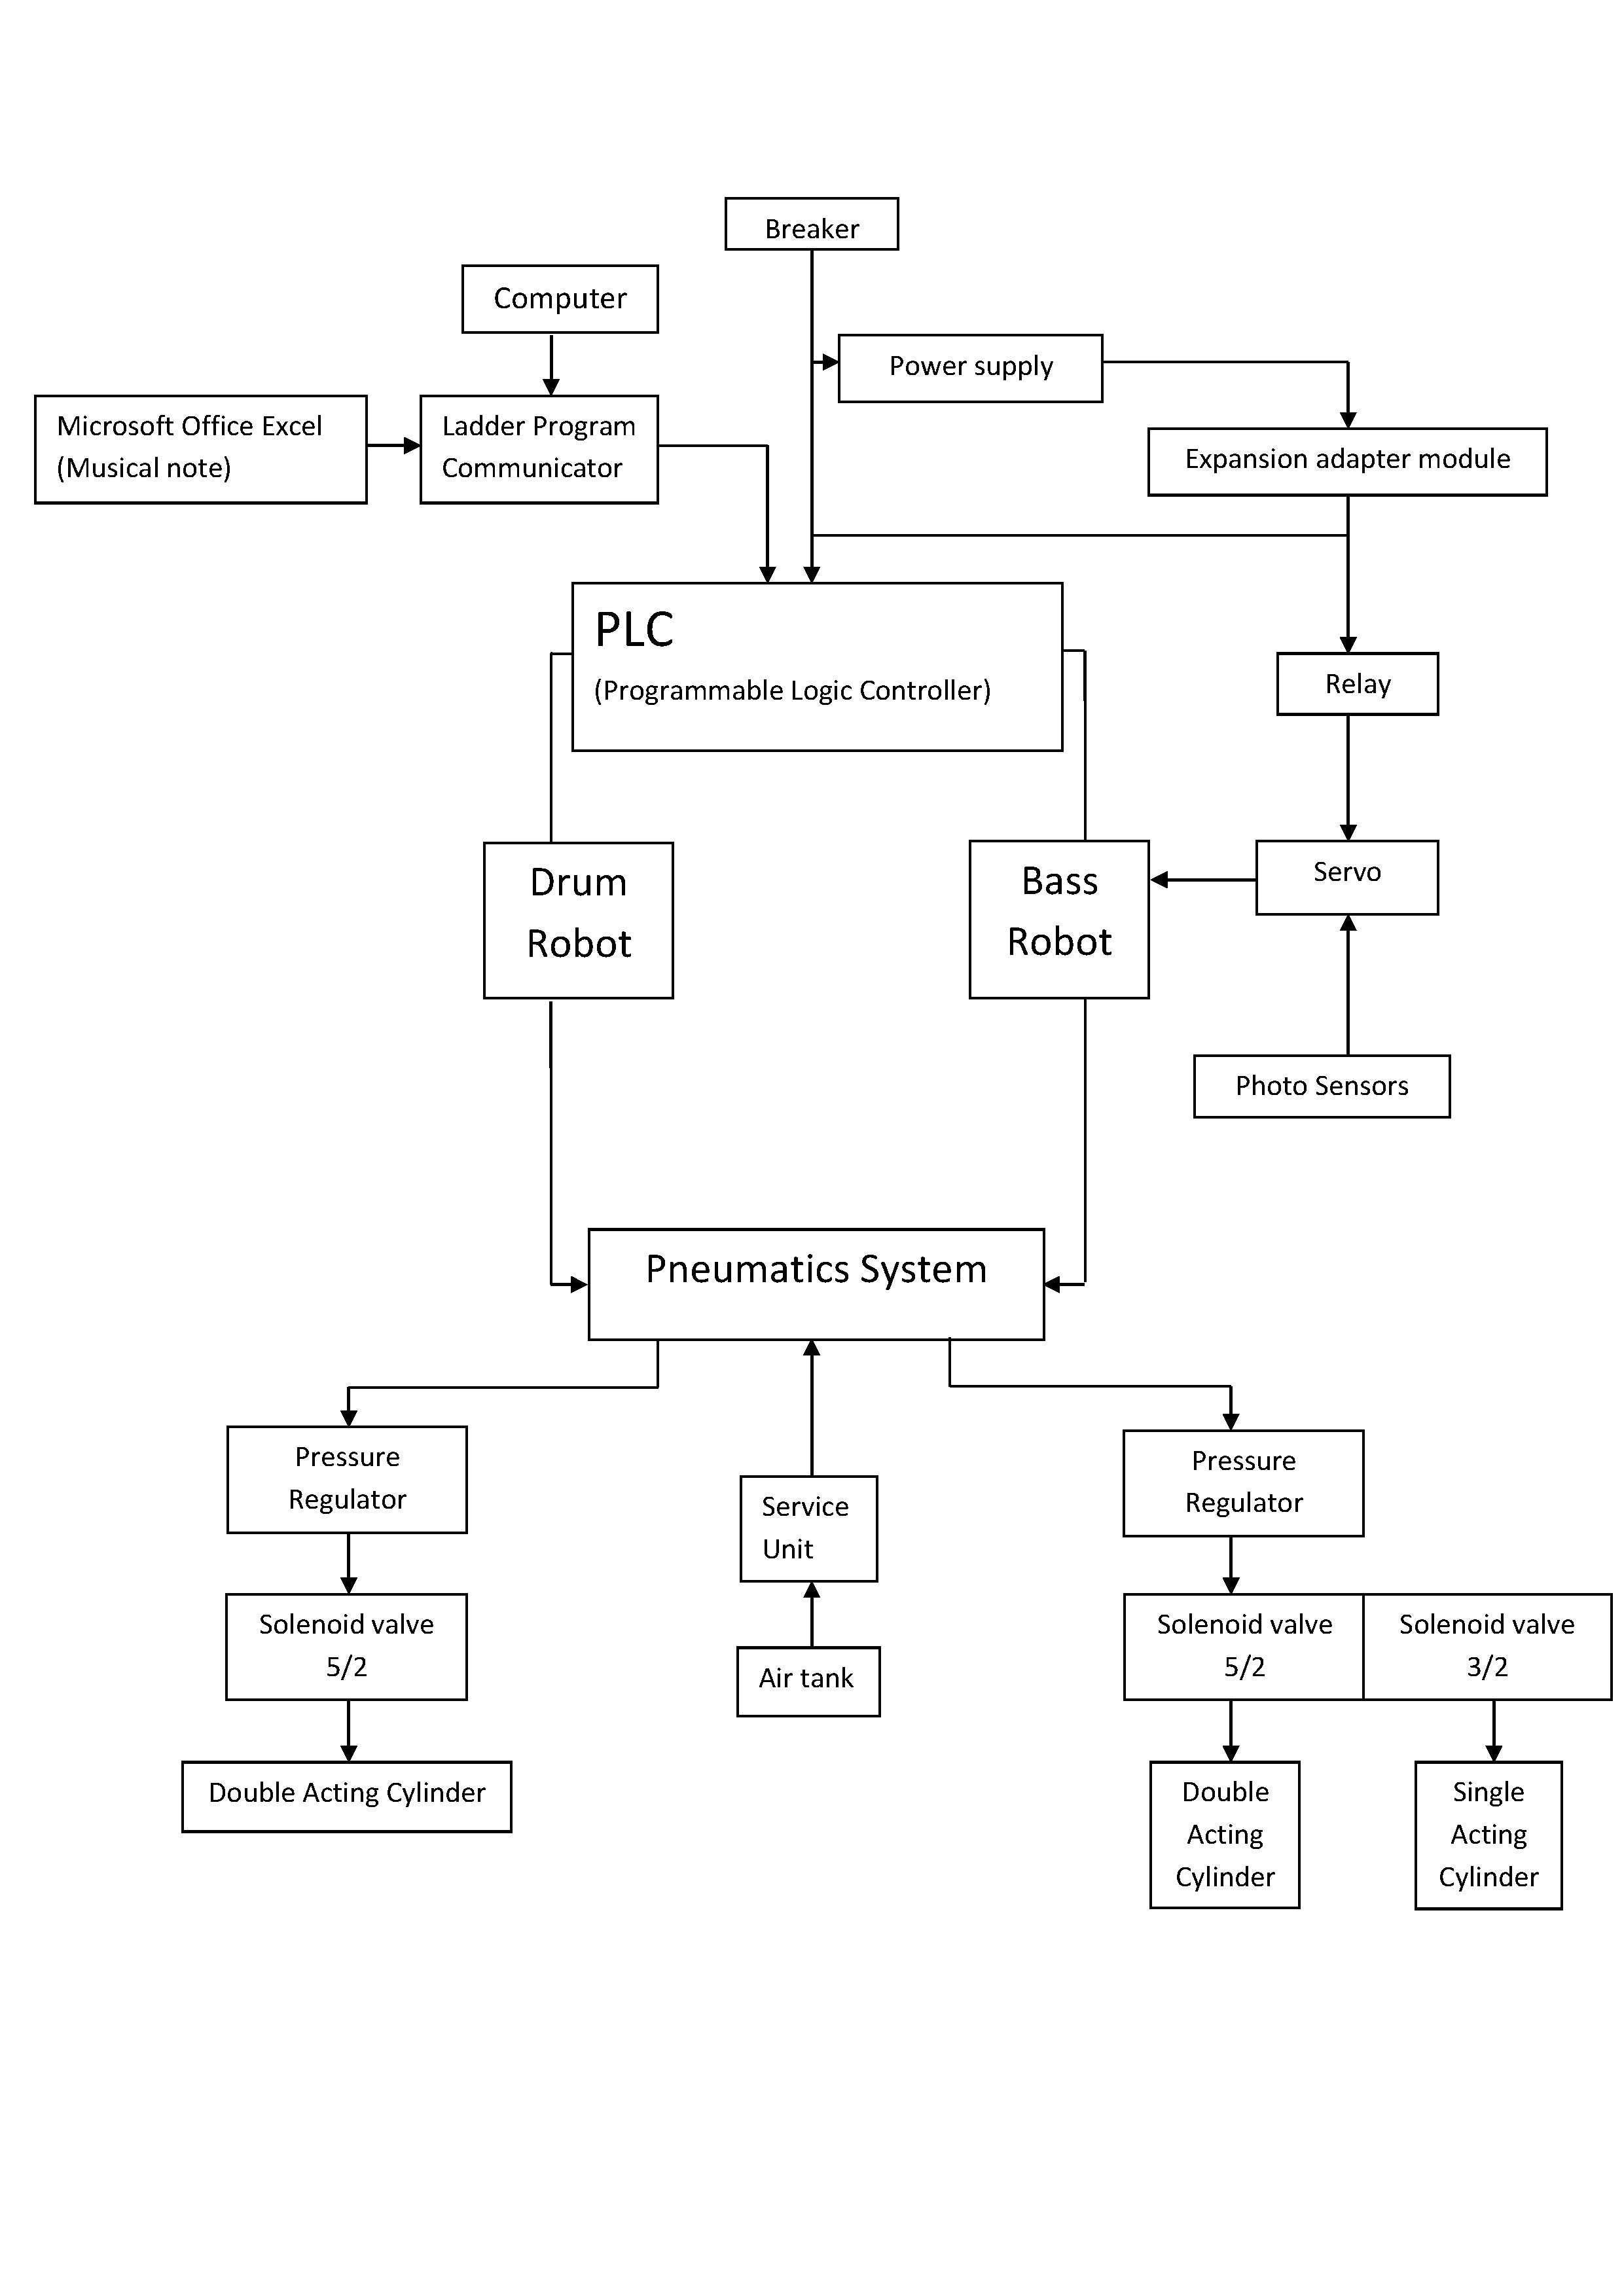 Breaker
Computer
Power supply
Microsoft Office Excel
(Musical note)
Ladder Program
Communicator
Expansion adapter module
PLC
(Programmable Logic Controller)
Relay
Drum
Robot
Bass
Robot
Servo
Photo Sensors
Pneumatics System
Pressure
Regulator
Service
Unit
Pressure
Regulator
Solenoid valve
5/2
Air tank
Solenoid valve
5/2
Solenoid valve
3/2
Double Acting Cylinder
Double
Acting
Cylinder
Single
Acting
Cylinder